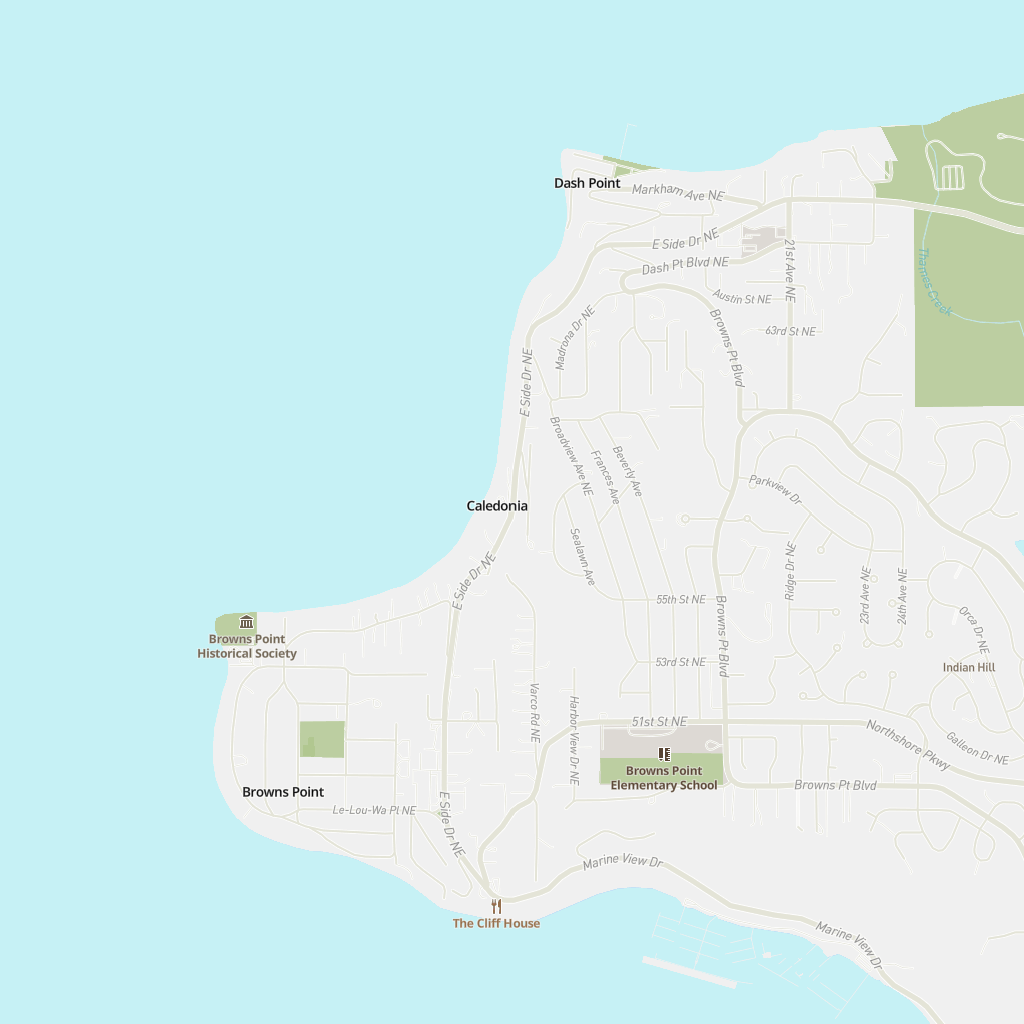 Dash Point
Markham Ave NE
E Side Dr NE
Dash Pt Blvd NE
21st Ave NE
Thames Creek
Austin St NE
Madrona Dr NE
Browns Pt Blvd
63rd St NE
E Side Dr NE
Broadview Ave NE
Frances Ave
Beverly Ave
Parkview Dr
Caledonia
Sealawn Ave
E Side Dr NE
Ridge Dr NE
23rd Ave NE
24th Ave NE
55th St NE
Browns Pt Blvd
Orca Dr NE
Browns Point
Historical Society
53rd St NE
Indian Hill
Varco Rd NE
Harbor View Dr NE
51st St NE
Northshore Pkwy
Galleon Dr NE
Browns Point
Elementary School
Browns Pt Blvd
Browns Point
Le-Lou-Wa Pl NE
E Side Dr NE
Marine View Dr
The Cliff House
Marine View Dr